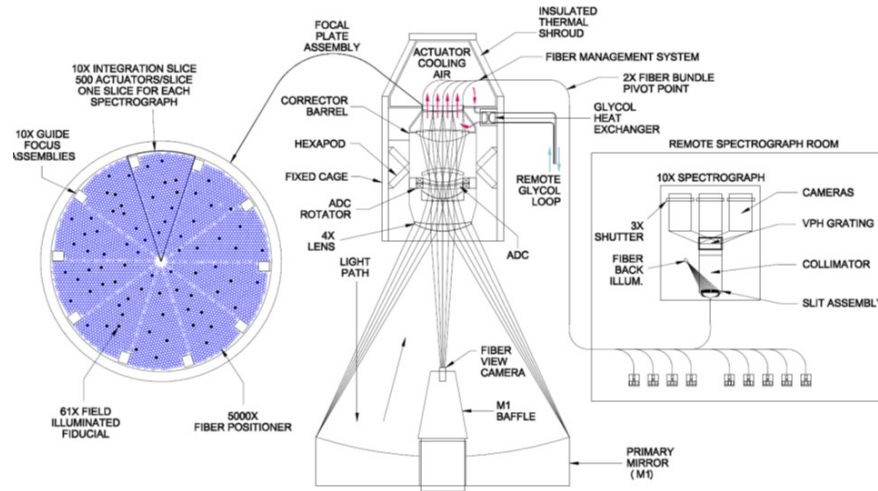 FOCAL
PLATE
ASSEMBLY
10X INTEGRATION SLICE
500 ACTUATORS/SLICE
ONE SLICE FOR EACH
SPECTROGRAPH
10X GUIDE
FOCUS
ASSEMBLIES
61X FIELD
ILLUMINATED
FIDUCIAL
5000X
FIBER POSITIONER
ACTUATOR
COOLING
AIR
INSULATED
THERMAL
SHROUD
FIBER MANAGEMENT SYSTEM
2X FIBER BUNDLE
PIVOT POINT
CORRECTOR
BARREL
GLYCOL
HEAT
EXCHANGER
HEXAPOD
FIXED CAGE
REMOTE
GLYCOL
LOOP
ADC
ROTATOR
4X
LENS
ADC
LIGHT
PATH
FIBER
VIEW
CAMERA
M1
BAFFLE
PRIMARY
MIRROR
( M1)
REMOTE SPECTROGRAPH ROOM
10X SPECTROGRAPH
CAMERAS
3X
SHUTTER
VPH GRATING
FIBER
BACK
ILLUM.
COLLIMATOR
SLIT ASSEMBLY